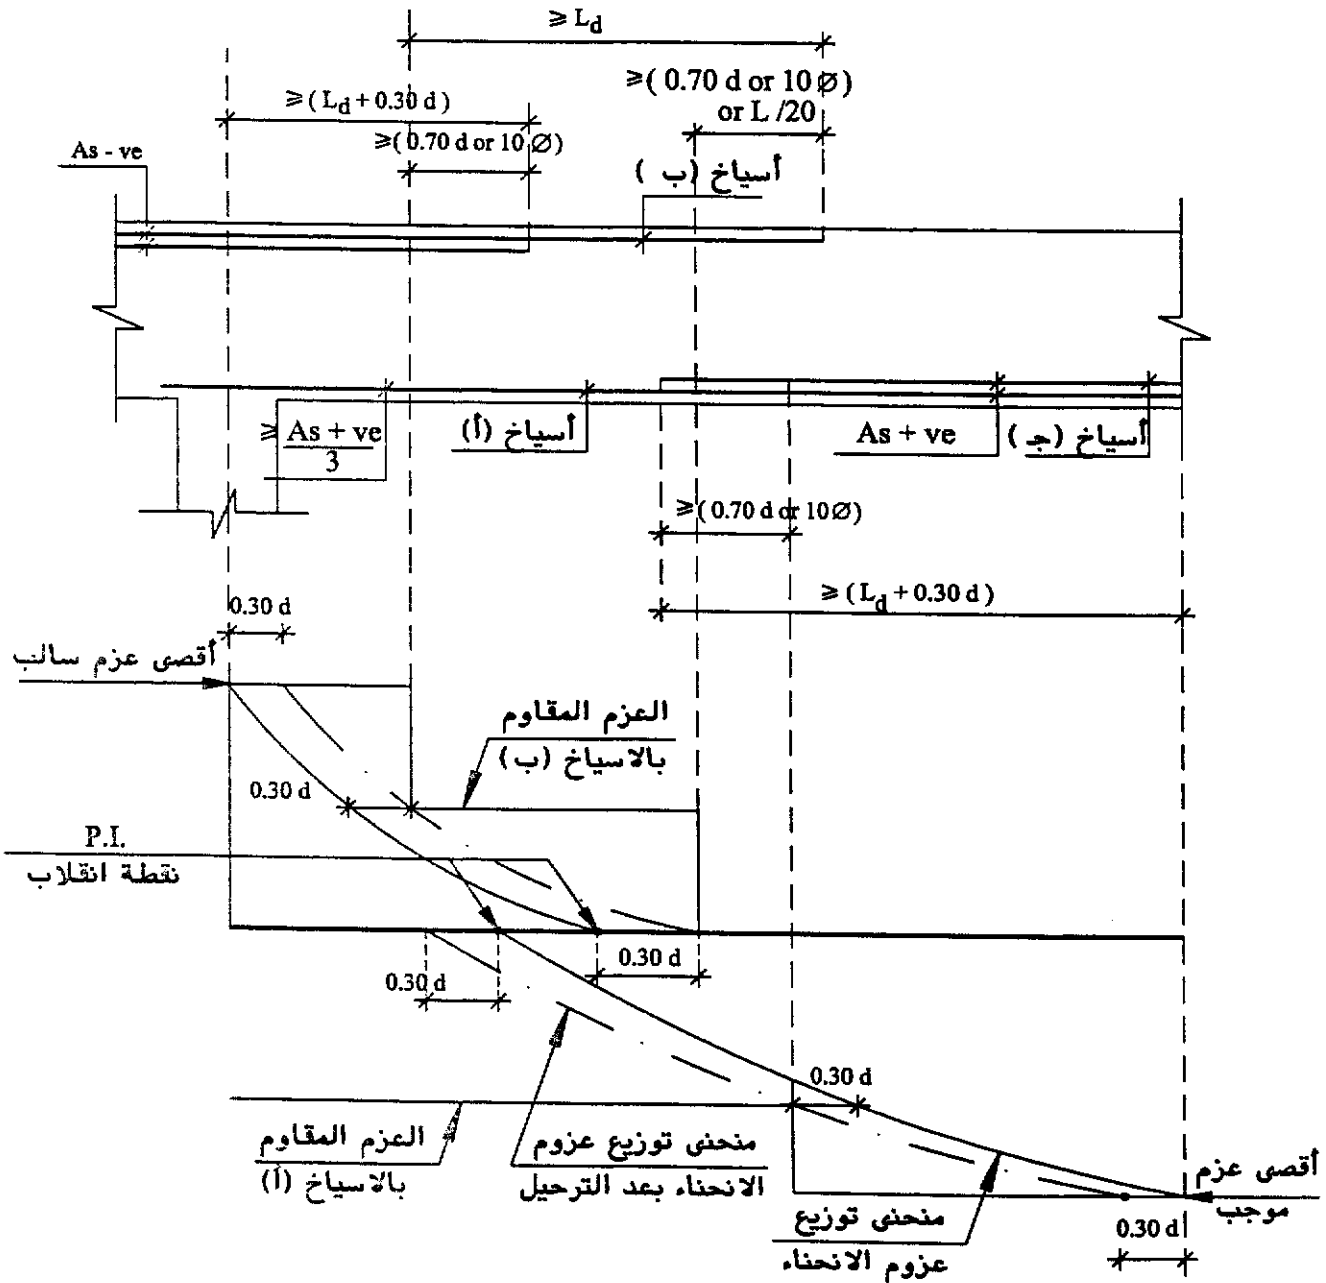 ≥ Ld
≥( 0.70 d or 10 Ø )
or L /20
≥( Ld + 0.30 d )
≥( 0.70 d or 10 Ø)
As - ve
أسياخ (ب )
≥ As + ve
3
أسياخ (أ)
As + ve
أسياخ (جـ )
≥( 0.70 d or 10Ø)
≥ ( Ld + 0.30 d )
0.30 d
أقصى عزم سالب
العزم المقاوم
بالاسياخ (ب)
0.30 d
P.I.
نقطة انقلاب
0.30 d
0.30 d
0.30 d
العزم المقاوم
بالاسياخ (أ)
منحنى توزيع عزوم
الانحناء بعد الترحيل
أقصى عزم
موجب
منحنى توزيع
عزوم الانحناء
0.30 d